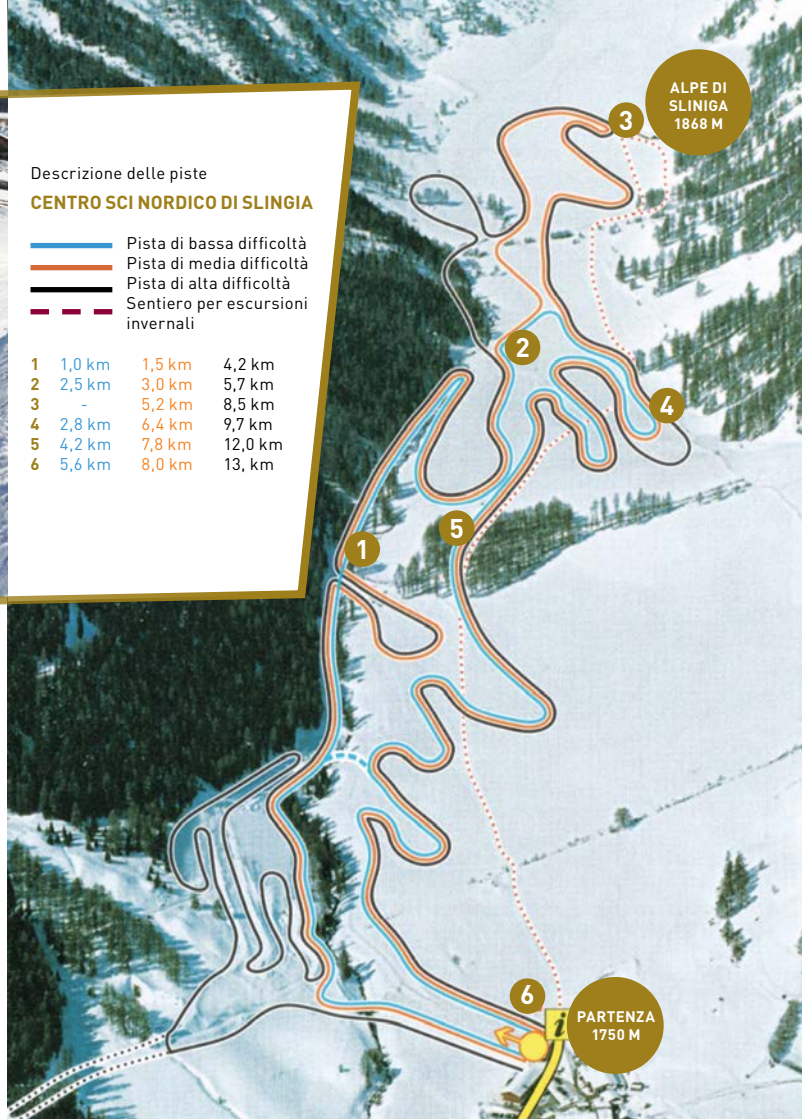 Descrizione delle piste
CENTRO SCI NORDICO DI SLINGIA
Pista di bassa difficoltà
Pista di media difficoltà
Pista di alta difficoltà
Sentiero per escursioni
invernali
1 1,0 km 1,5 km 4,2 km
2 2,5 km 3,0 km 5,7 km
3 - 5,2 km 8,5 km
4 2,8 km 6,4 km 9,7 km
5 4,2 km 7,8 km 12,0 km
6 5,6 km 8,0 km 13, km
ALPE DI
SLINIGA
1868 M
3
2
4
5
1
6
i
PARTENZA
1750 M